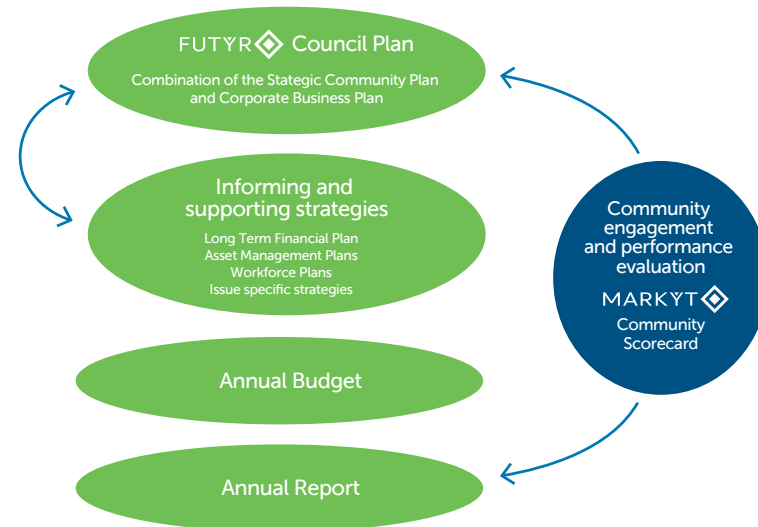 FUTYR Council Plan
Combination of the Stategic Community Plan
and Corporate Business Plan
Informing and
supporting strategies
Long Term Financial Plan
Asset Management Plans
Workforce Plans
Issue specific strategies
Annual Budget
Annual Report
Community
engagement
and performance
evaluation
MARKYT
Community
Scorecard